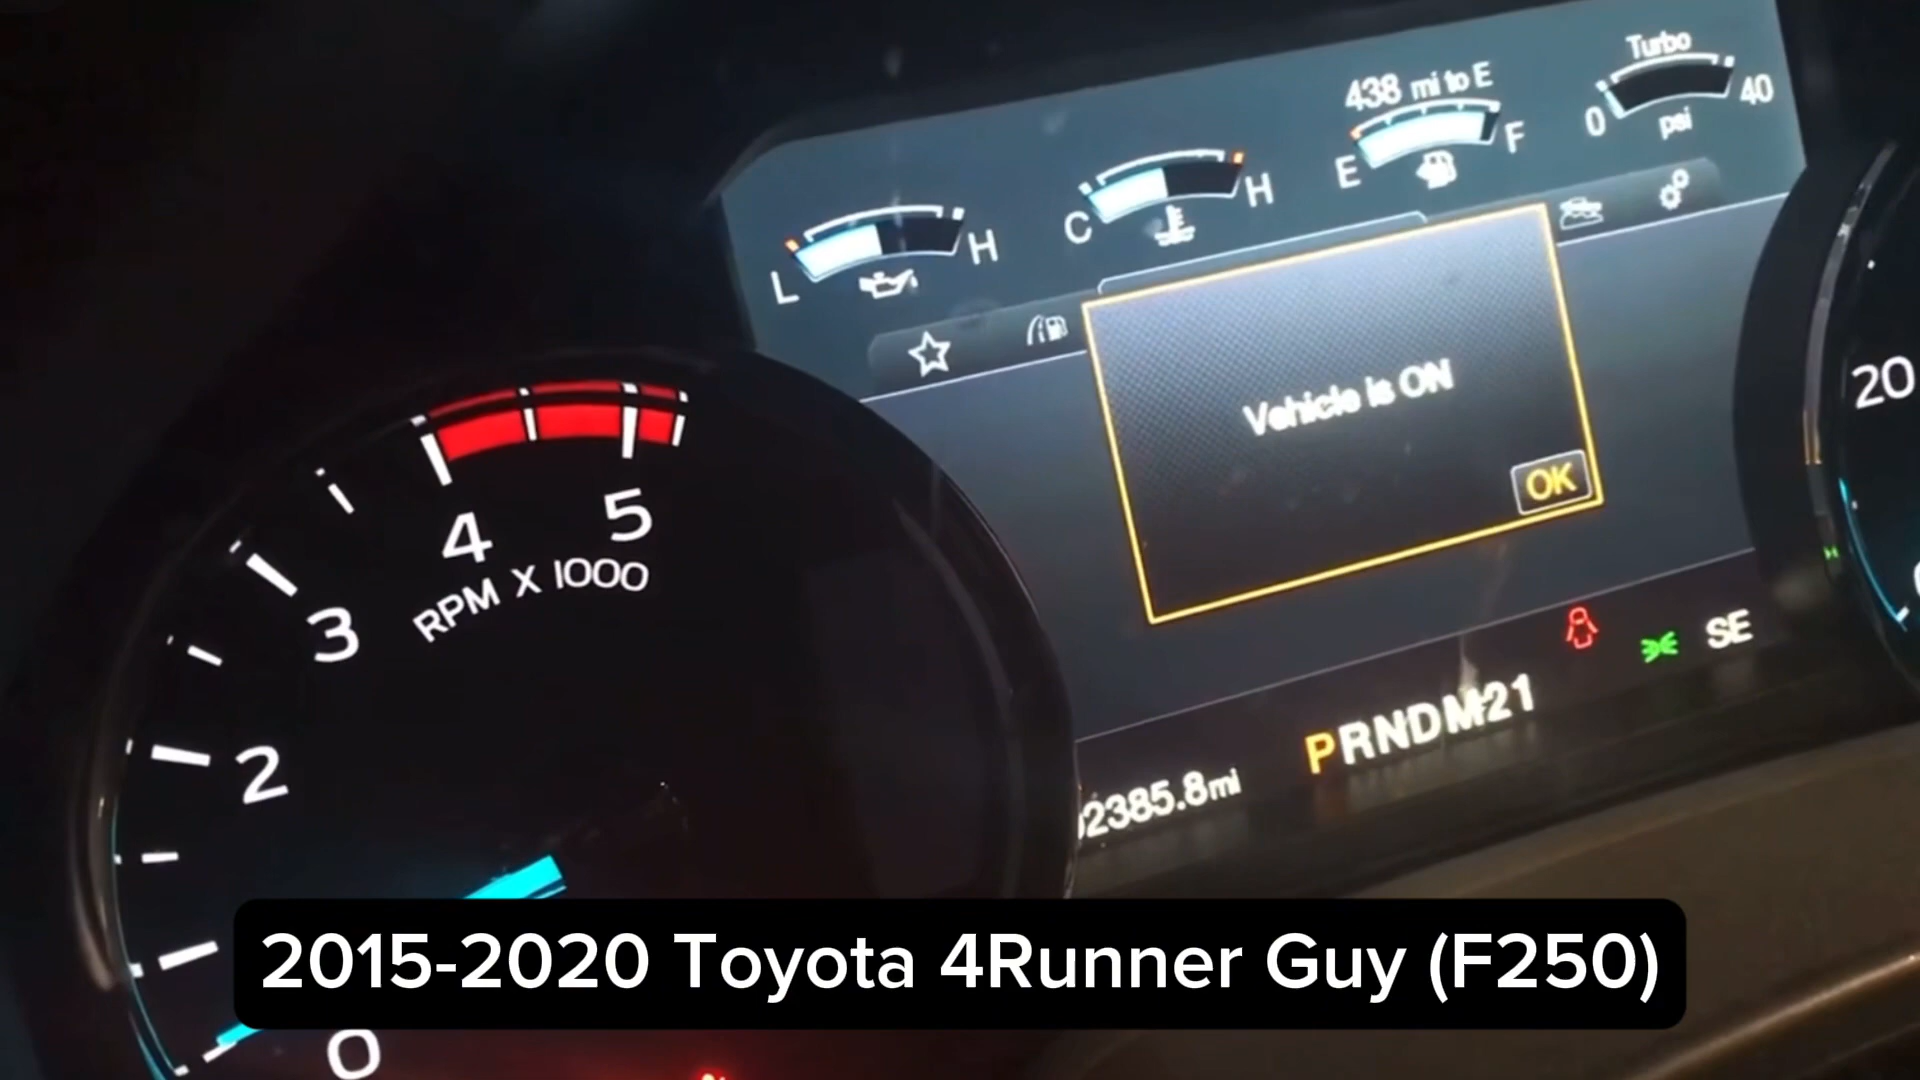 Turbo
438 mi to E
0 40
psi
E F
C H
L H
Vehicle is ON
OK
20
4 5
RPM X 1000
3
2
0
SE
PRNDM21
2385.8mi
2015-2020 Toyota 4Runner Guy (F250)